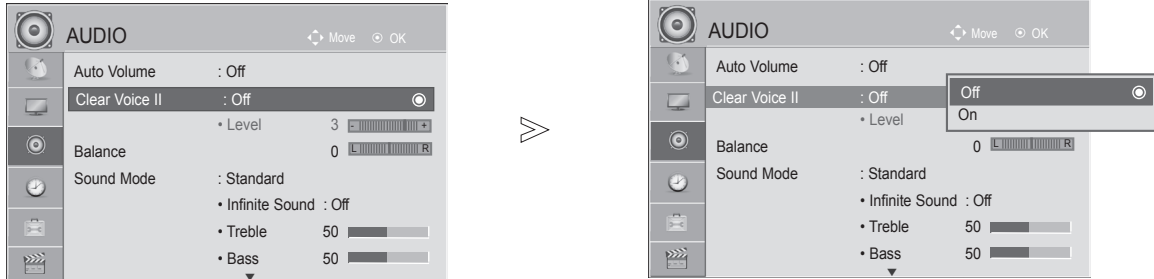 AUDIO
Move OK
Auto Volume : Off
Clear Voice II : Off
• Level 3 - +
Balance 0 L R
Sound Mode : Standard
• Infinite Sound : Off
• Treble 50
• Bass 50
AUDIO
Move OK
Auto Volume : Off
Clear Voice II : Off
• Level
Off
On
Balance 0 L R
Sound Mode : Standard
• Infinite Sound : Off
• Treble 50
• Bass 50